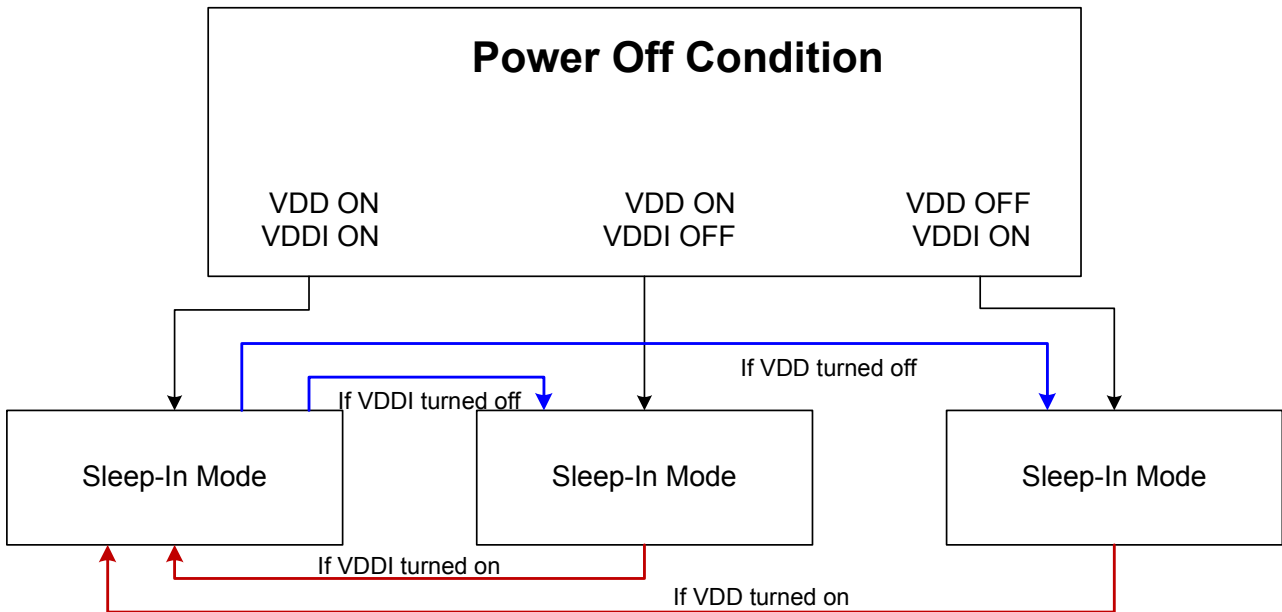 Power Off Condition
VDD ON
VDDI ON
VDD ON
VDDI OFF
VDD OFF
VDDI ON
If VDD turned off
If VDDI turned off
Sleep-In Mode
Sleep-In Mode
Sleep-In Mode
If VDDI turned on
If VDD turned on